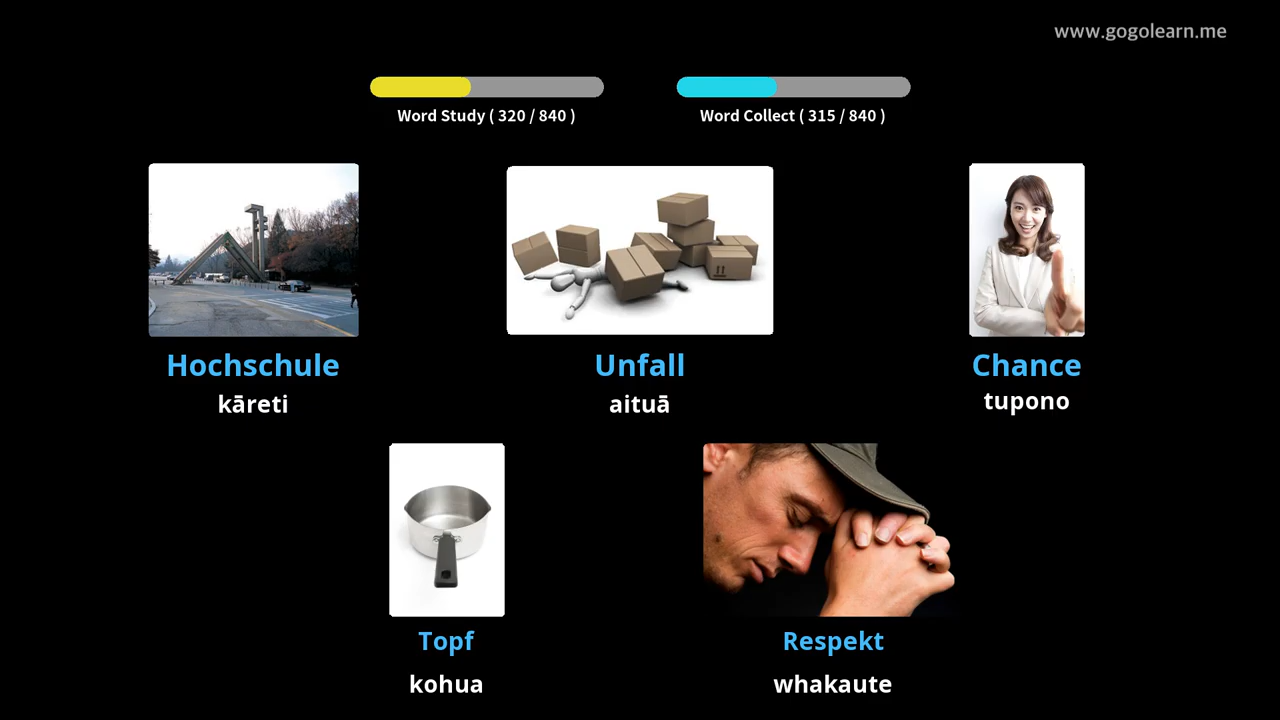 www.gogolearn.me
Word Study ( 320 / 840 )
Word Collect ( 315 / 840 )
Hochschule
kāreti
Unfall
aituā
Chance
tupono
Topf
kohua
Respekt
whakaute